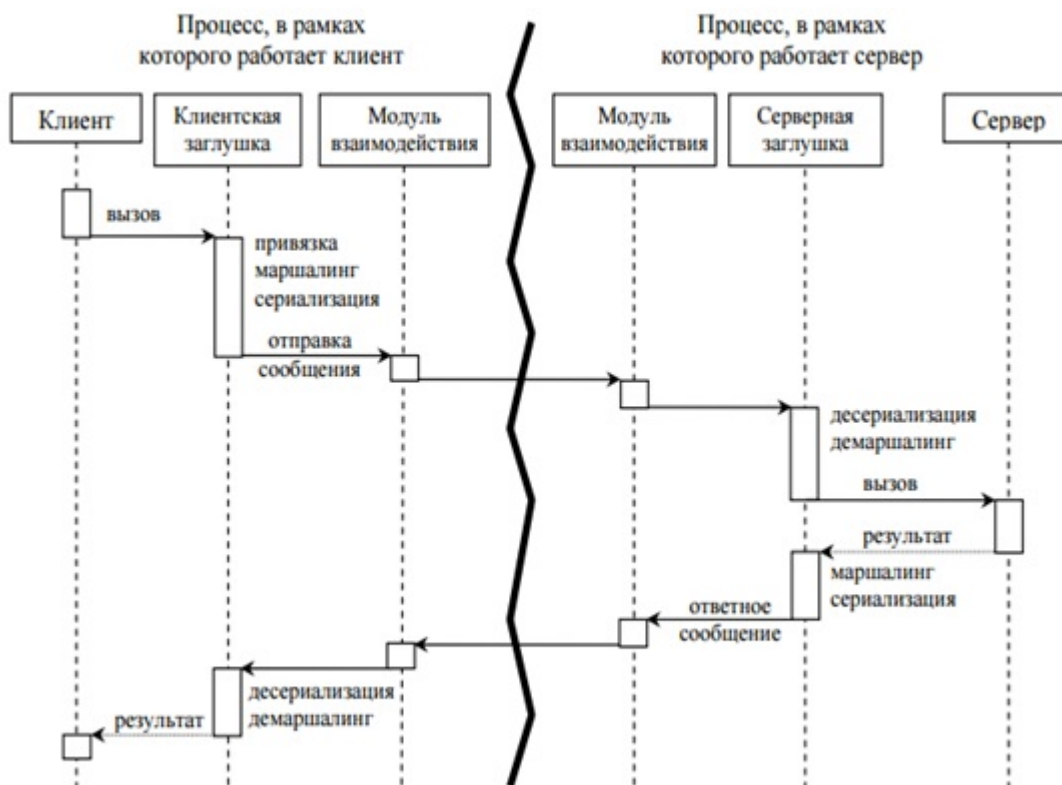 Процесс, в рамках
которого работает клиент
Процесс, в рамках
которого работает сервер
Клиент
Клиентская
заглушка
Модуль
взаимодействия
Модуль
взаимодействия
Серверная
заглушка
Сервер
вызов
привязка
маршалинг
сериализация
отправка
сообщения
десериализация
демаршалинг
вызов
результат
маршалинг
сериализация
ответное
сообщение
десериализация
демаршалинг
результат